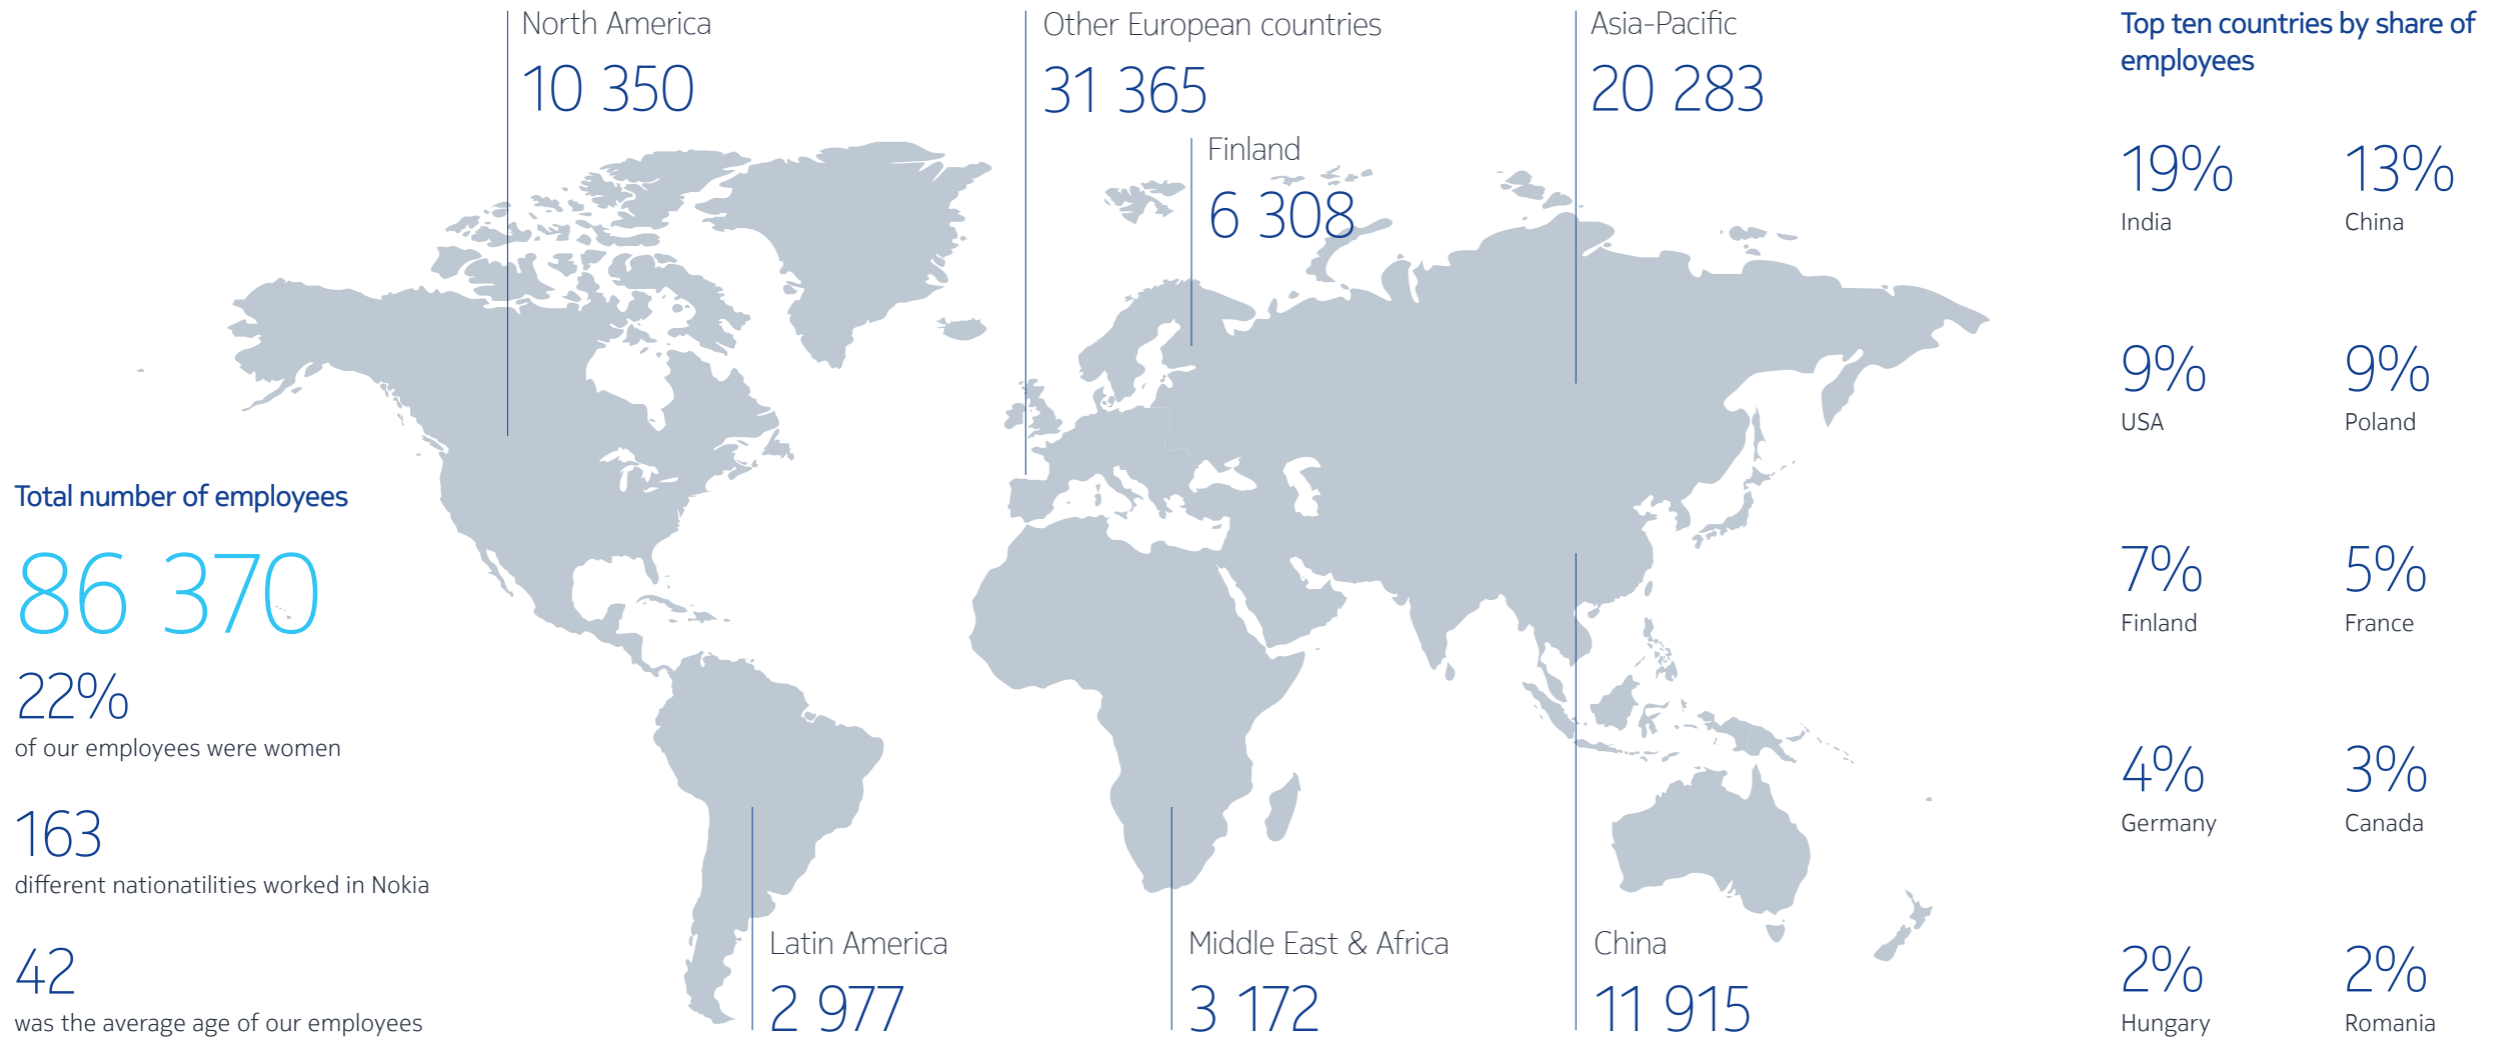 North America
10 350
Other European countries
31 365
Finland
6 308
Asia-Pacific
20 283
Total number of employees
86 370
22%
of our employees were women
163
different nationatilities worked in Nokia
42
was the average age of our employees
Latin America
2 977
Middle East & Africa
3 172
China
11 915
Top ten countries by share of
employees
19%
India
13%
China
9%
USA
9%
Poland
7%
Finland
5%
France
4%
Germany
3%
Canada
2%
Hungary
2%
Romania